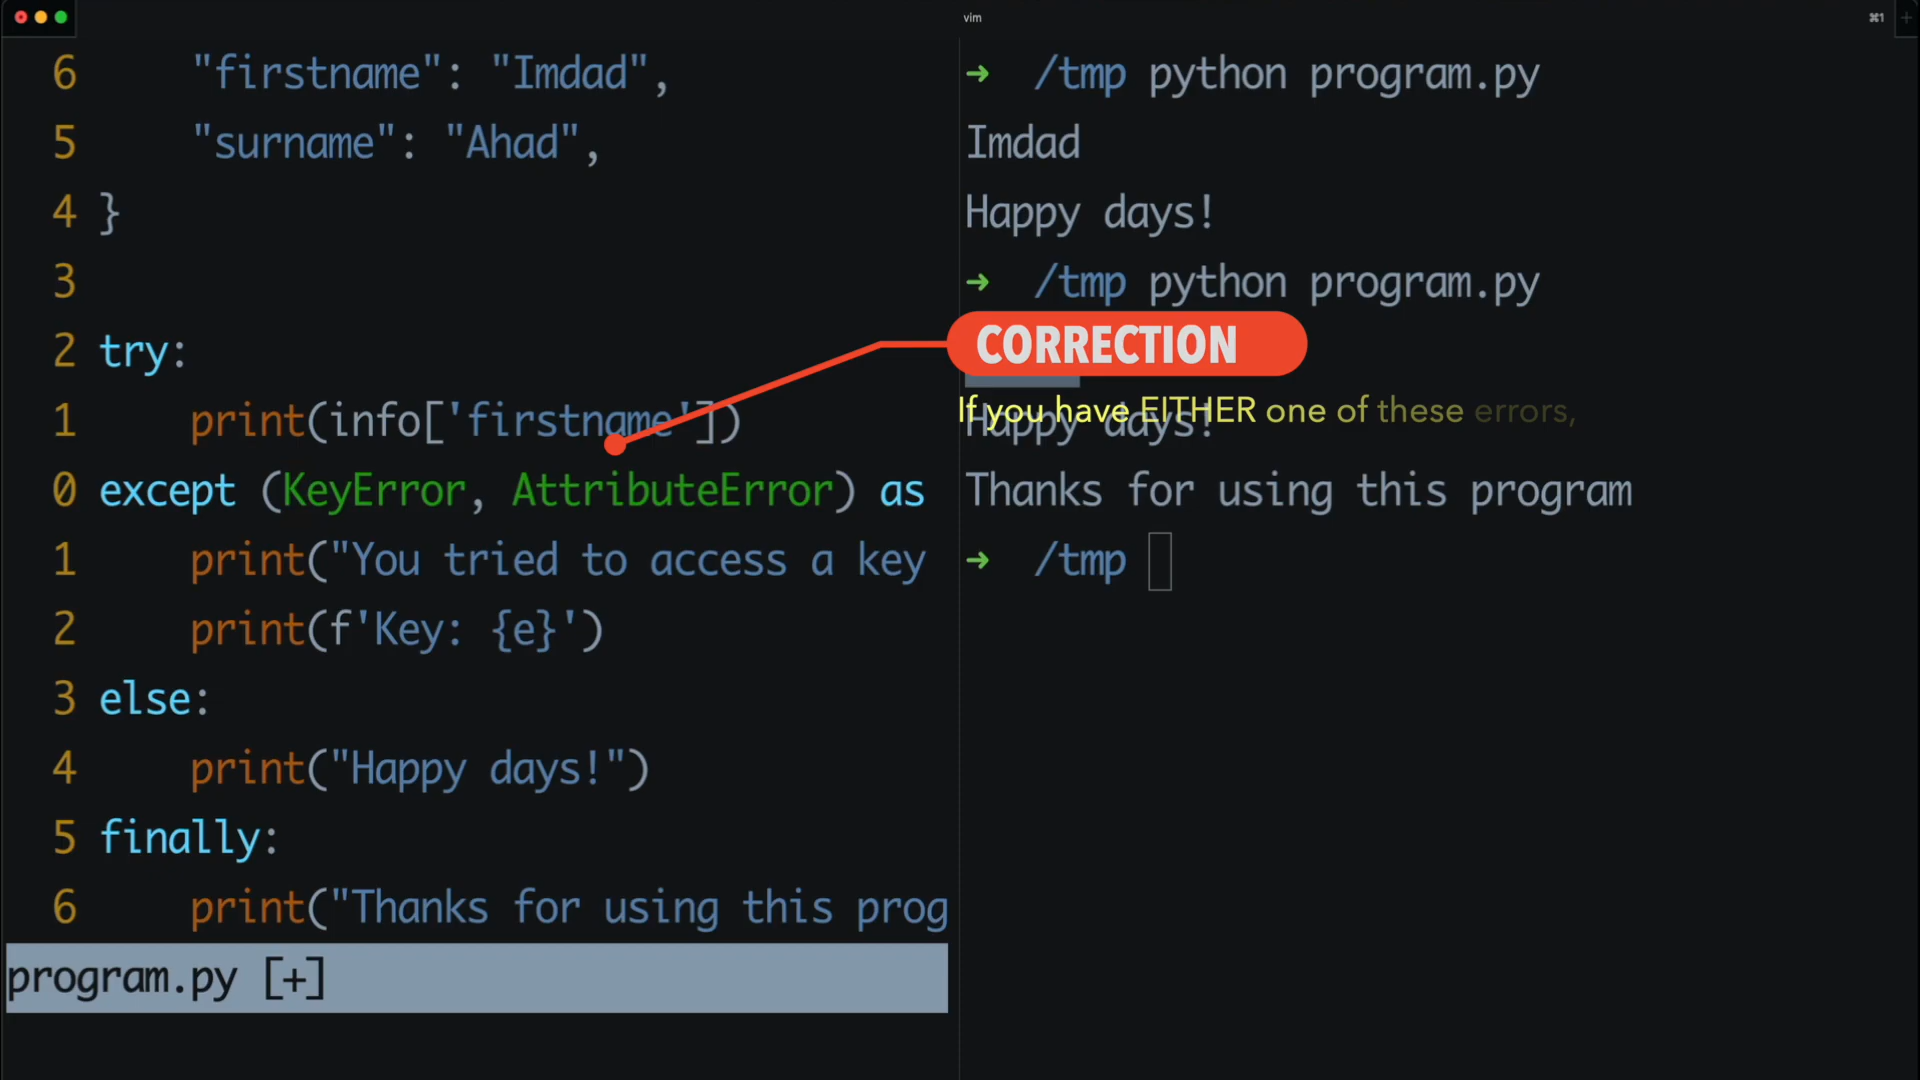 vim
⌘1
6 "firstname": "Imdad",
5 "surname": "Ahad",
4 }
3
2 try:
1 print(info['firstname'])
0 except (KeyError, AttributeError) as
1 print("You tried to access a key
2 print(f'Key: {e}')
3 else:
4 print("Happy days!")
5 finally:
6 print("Thanks for using this prog
program.py [+]
➜ /tmp python program.py
Imdad
Happy days!
➜ /tmp python program.py
CORRECTION
If you have EITHER one of these errors,
Happy days!
Thanks for using this program
➜ /tmp